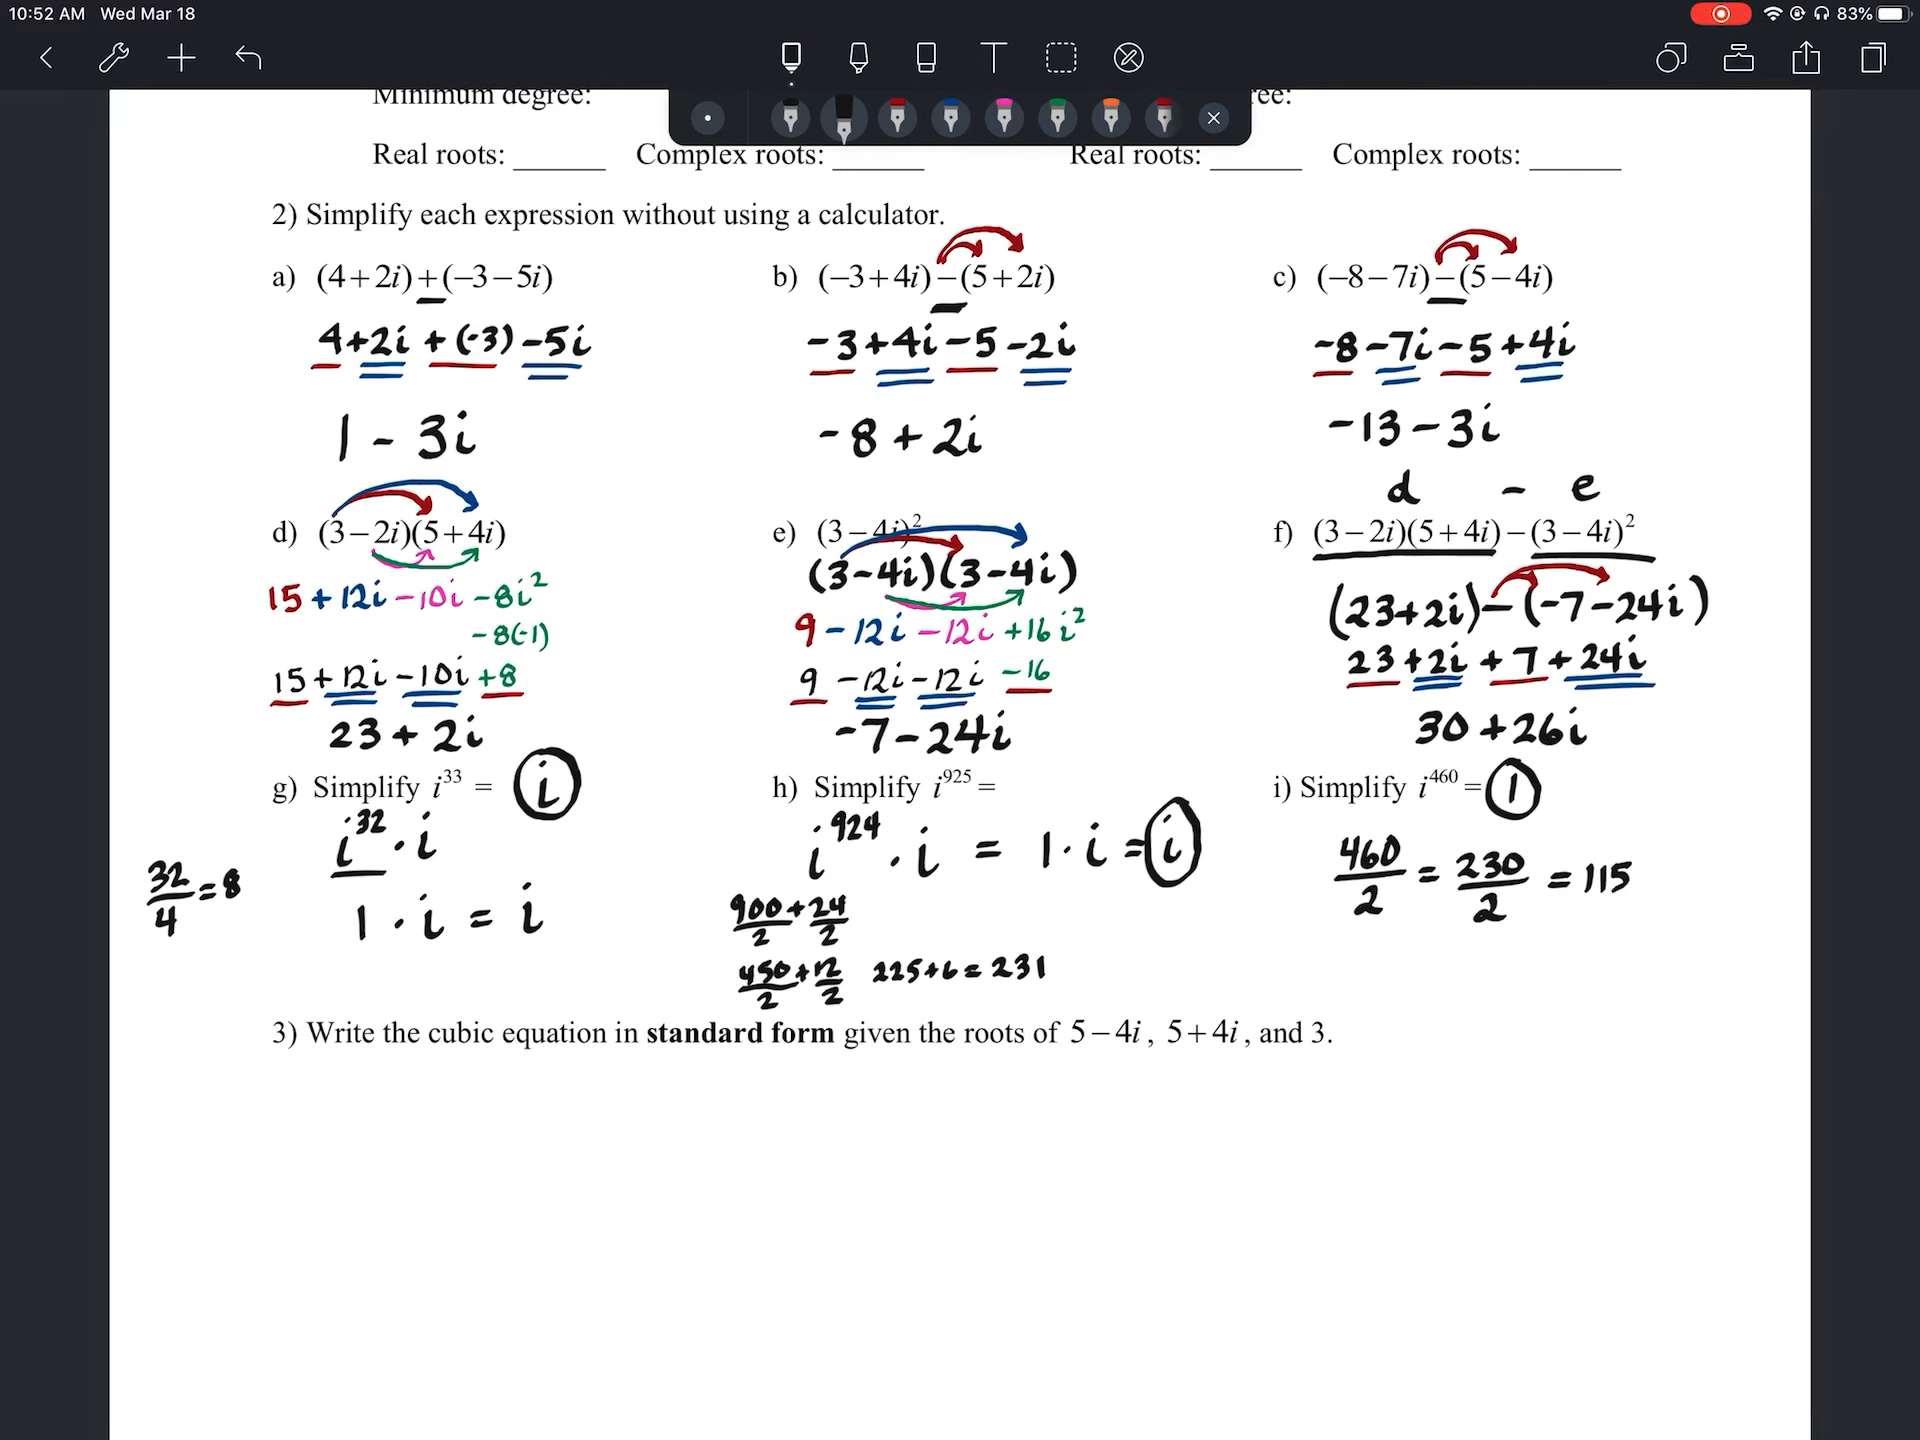 10:52 AM Wed Mar 18 83%
Minimum degree: ree:
Real roots: ______ Complex roots: ______ Real roots: ______ Complex roots: ______
2) Simplify each expression without using a calculator.
a) (4+2i)+(−3−5i)
4+2i +(-3) -5i
1 - 3i
b) (−3+4i)−(5+2i)
-3+4i-5-2i
-8+2i
c) (−8−7i)−(5−4i)
-8-7i-5+4i
-13-3i
d) (3−2i)(5+4i)
15+12i-10i-8i²
-8(-1)
15+12i-10i+8
23+2i
e) (3−4i)²
(3-4i)(3-4i)
9-12i-12i+16i²
9-12i-12i-16
-7-24i
d - e
f) (3−2i)(5+4i)−(3−4i)²
(23+2i)-(-7-24i)
23+2i+7+24i
30+26i
g) Simplify i³³ = i
i³² · i
32/4=8
1 · i = i
h) Simplify i⁹²⁵ =
i⁹²⁴ · i = 1 · i = i
900/2+24/2
450/2+12/2 225+6=231
i) Simplify i⁴⁶⁰ = 1
460/2 = 230/2 = 115
3) Write the cubic equation in standard form given the roots of 5−4i, 5+4i, and 3.